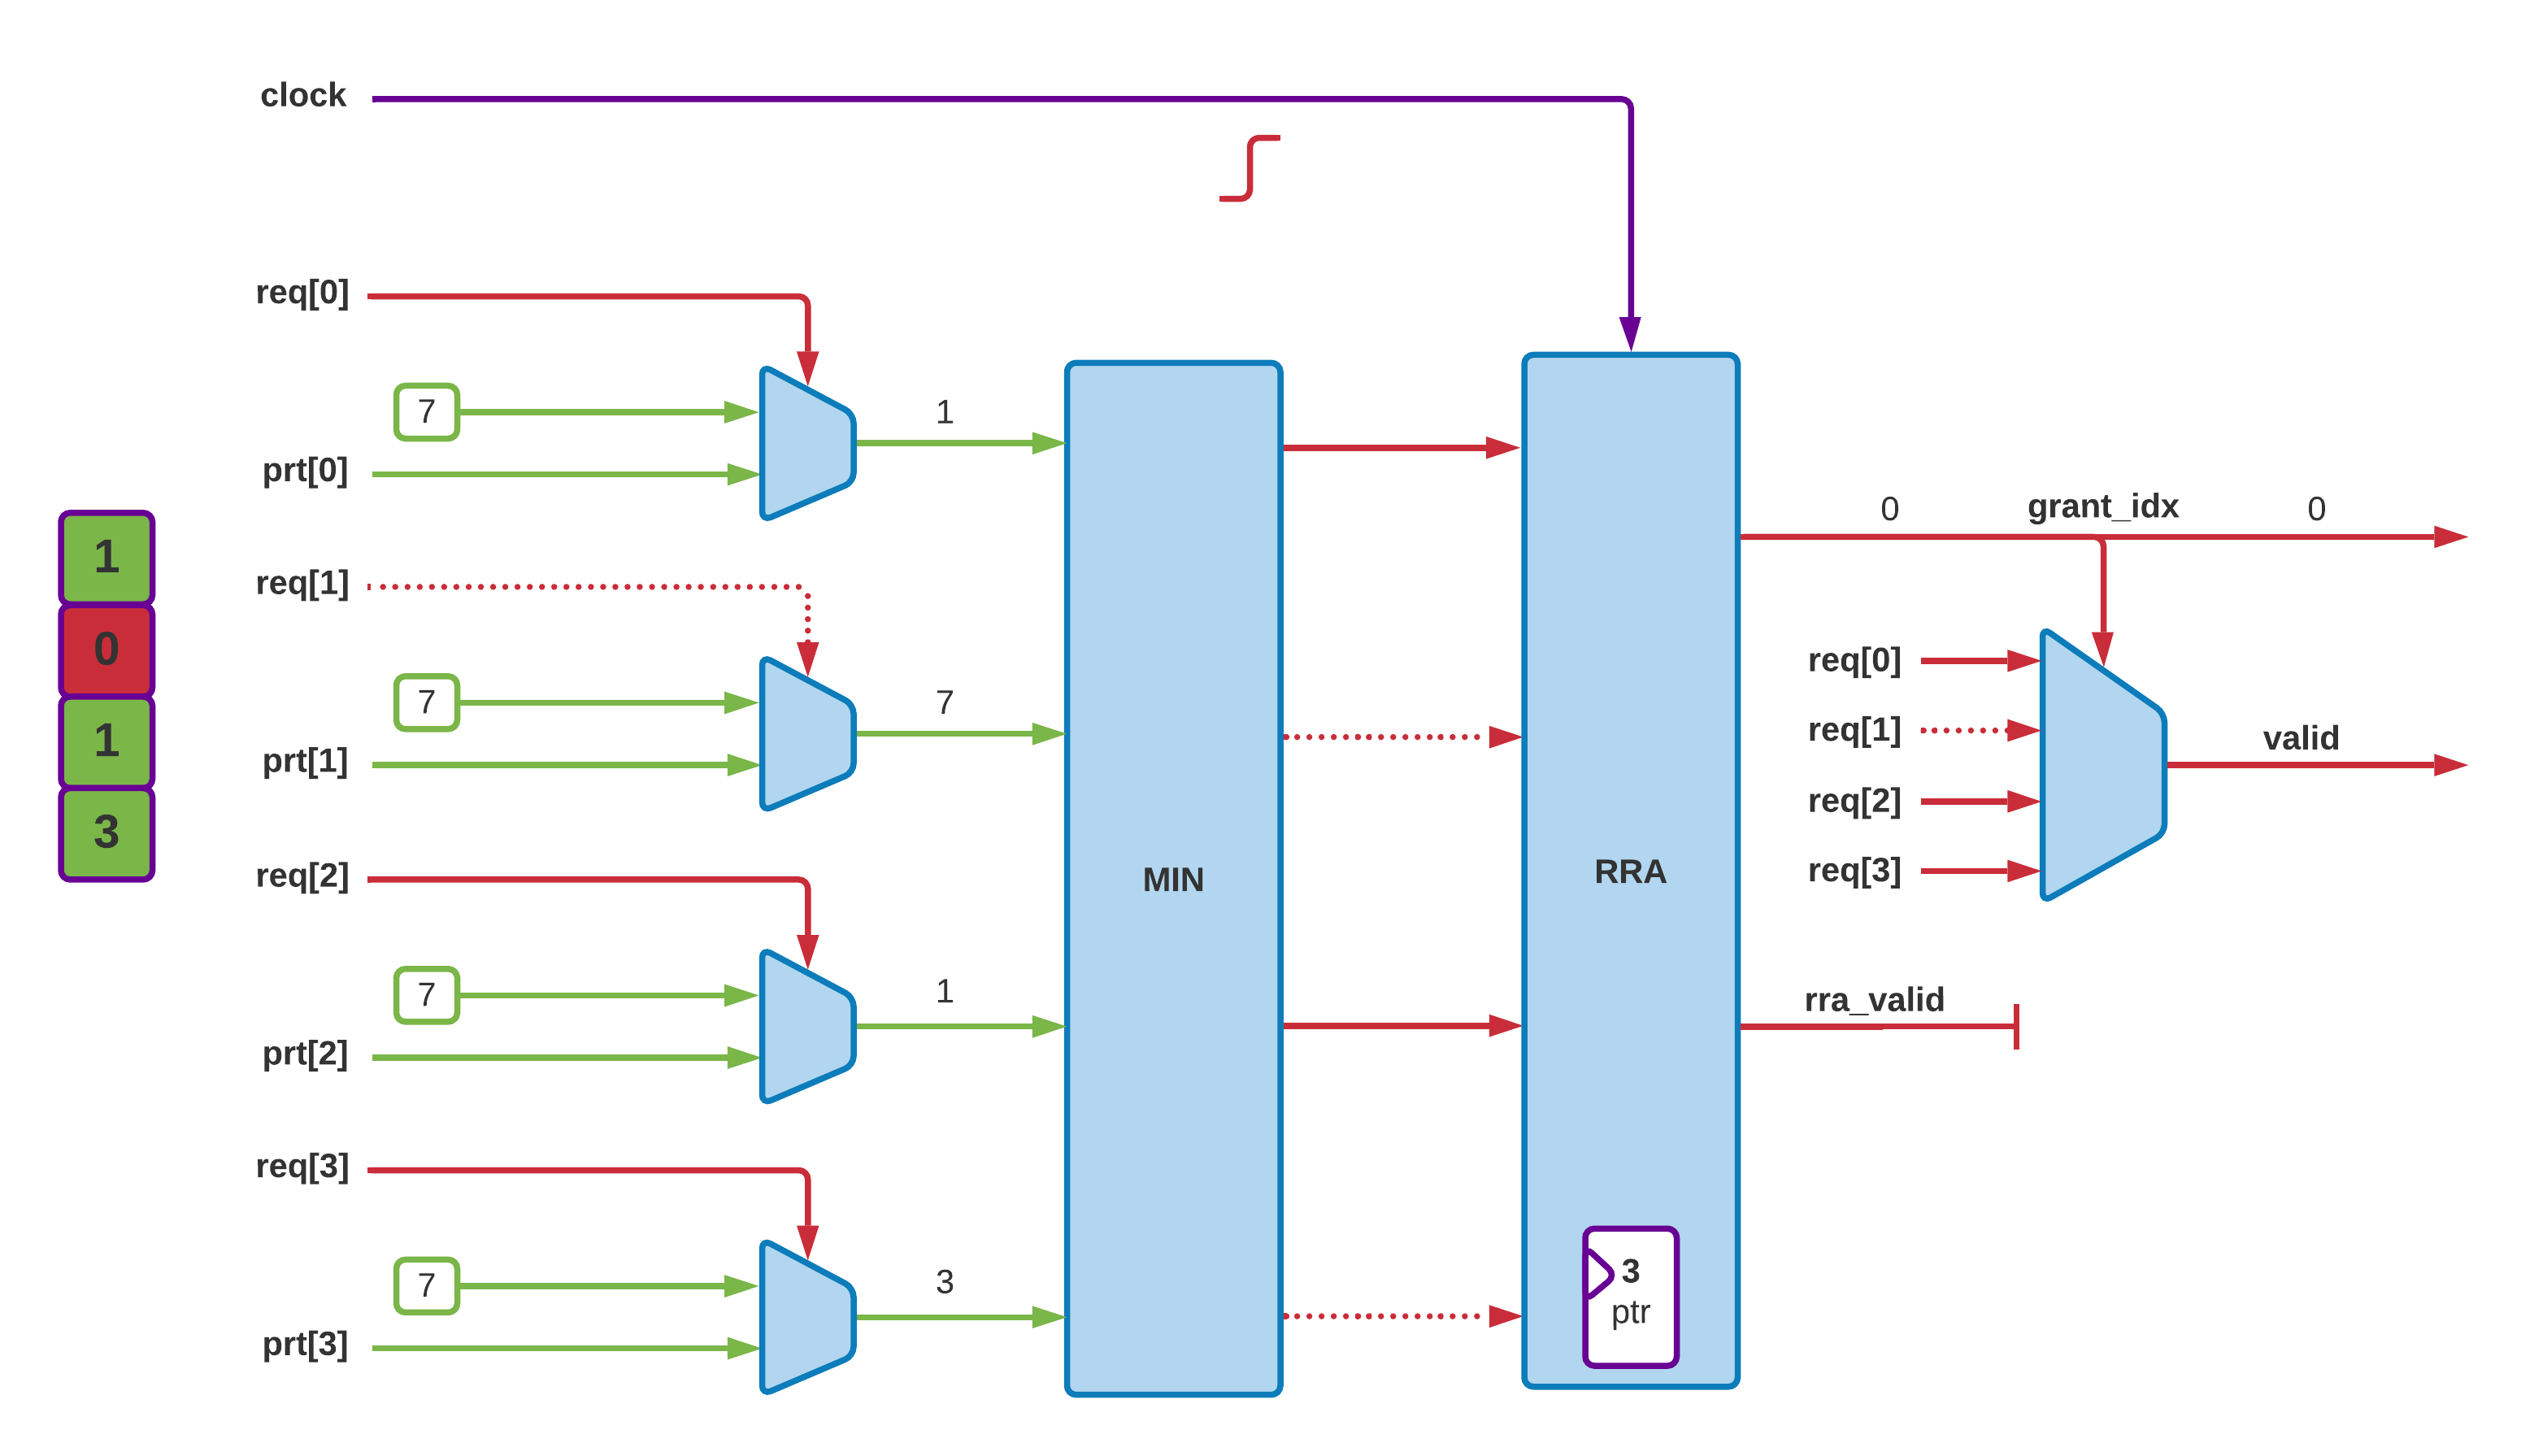 clock
req[0]
7
1
prt[0]
1
0
1
3
req[1]
7
7
prt[1]
req[2]
7
1
prt[2]
req[3]
7
3
prt[3]
MIN
RRA
3
ptr
0
grant_idx
0
req[0]
req[1]
req[2]
req[3]
valid
rra_valid